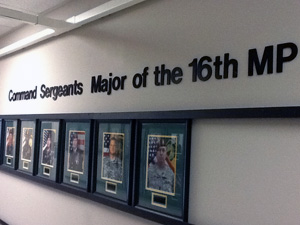 Command Sergeants Major of the 16th MP